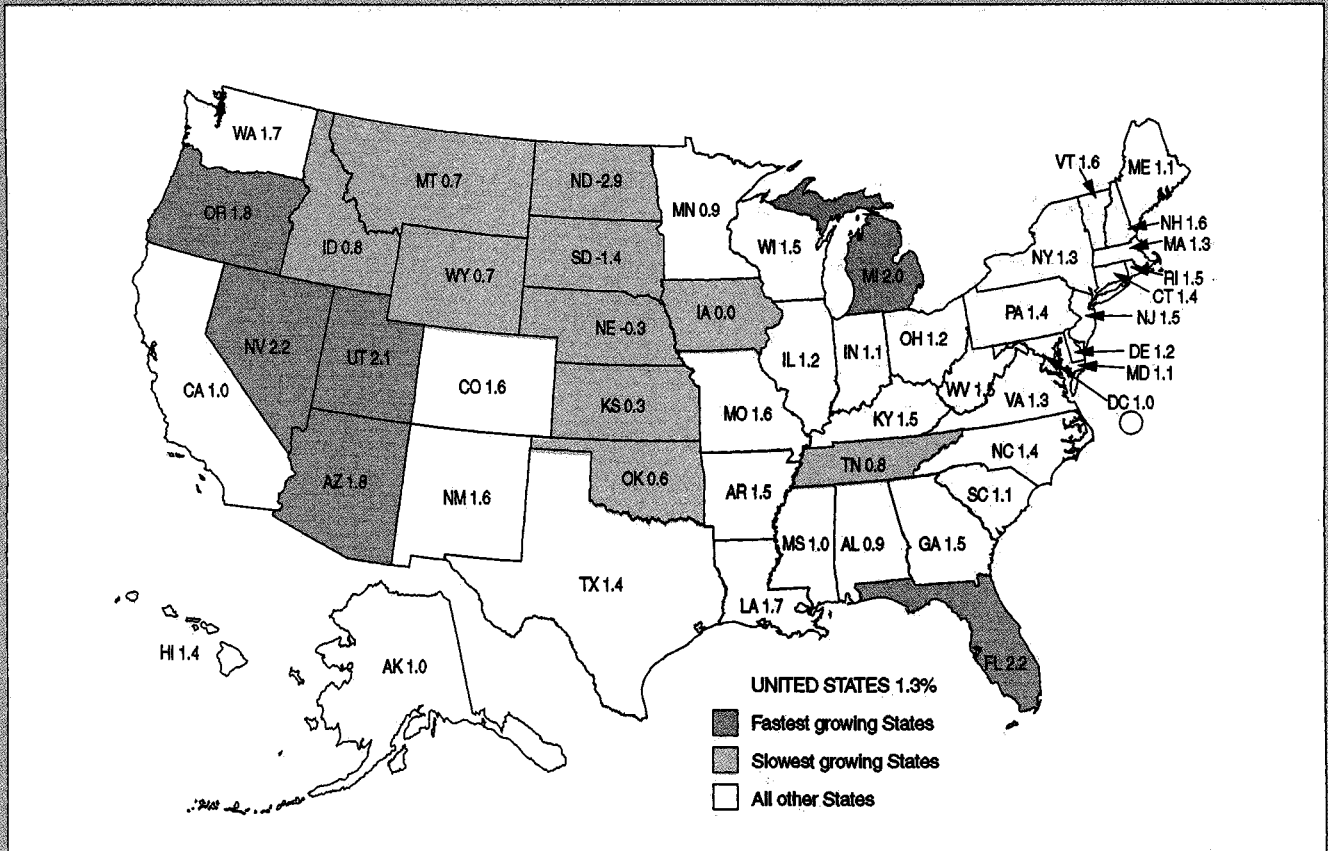 WA 1.7
MT 0.7
ND -2.9
MN 0.9
VT 1.6
ME 1.1
OR 1.8
ID 0.8
WY 0.7
SD -1.4
WI 1.5
MI 2.0
NY 1.3
NH 1.6
MA 1.3
RI 1.5
CT 1.4
NJ 1.5
NV 2.2
UT 2.1
NE -0.3
IA 0.0
PA 1.4
CA 1.0
CO 1.6
KS 0.3
MO 1.6
IL 1.2
IN 1.1
OH 1.2
WV 1.5
VA 1.3
DE 1.2
MD 1.1
DC 1.0
KY 1.5
AZ 1.8
NM 1.6
OK 0.6
AR 1.5
TN 0.8
NC 1.4
SC 1.1
MS 1.0
AL 0.9
GA 1.5
TX 1.4
LA 1.7
FL 2.2
HI 1.4
AK 1.0
UNITED STATES 1.3%
Fastest growing States
Slowest growing States
All other States